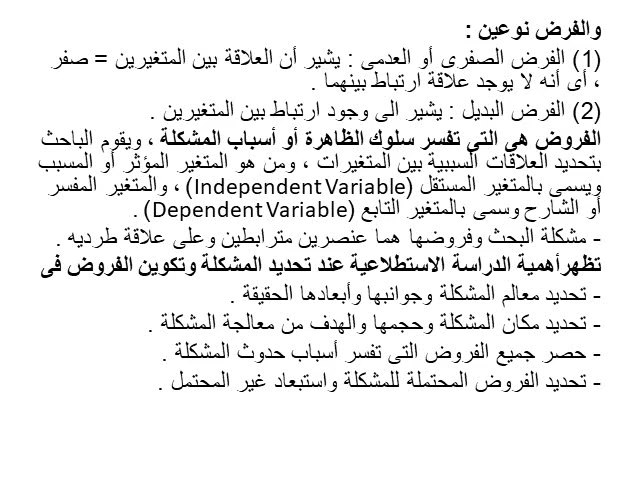 والفرض نوعين :
(1) الفرض الصفرى أو العدمى : يشير أن العلاقة بين المتغيرين = صفر
، أى أنه لا يوجد علاقة ارتباط بينهما .
(2) الفرض البديل : يشير الى وجود ارتباط بين المتغيرين .
الفروض هى التى تفسر سلوك الظاهرة أو أسباب المشكلة ، ويقوم الباحث
بتحديد العلاقات السببية بين المتغيرات ، ومن هو المتغير المؤثر أو المسبب
ويسمى بالمتغير المستقل (Independent Variable) ، والمتغير المفسر
أو الشارح وسمى بالمتغير التابع (Dependent Variable) .
- مشكلة البحث وفروضها هما عنصرين مترابطين وعلى علاقة طرديه .
تظهرأهمية الدراسة الاستطلاعية عند تحديد المشكلة وتكوين الفروض فى
- تحديد معالم المشكلة وجوانبها وأبعادها الحقيقة .
- تحديد مكان المشكلة وحجمها والهدف من معالجة المشكلة .
- حصر جميع الفروض التى تفسر أسباب حدوث المشكلة .
- تحديد الفروض المحتملة للمشكلة واستبعاد غير المحتمل .